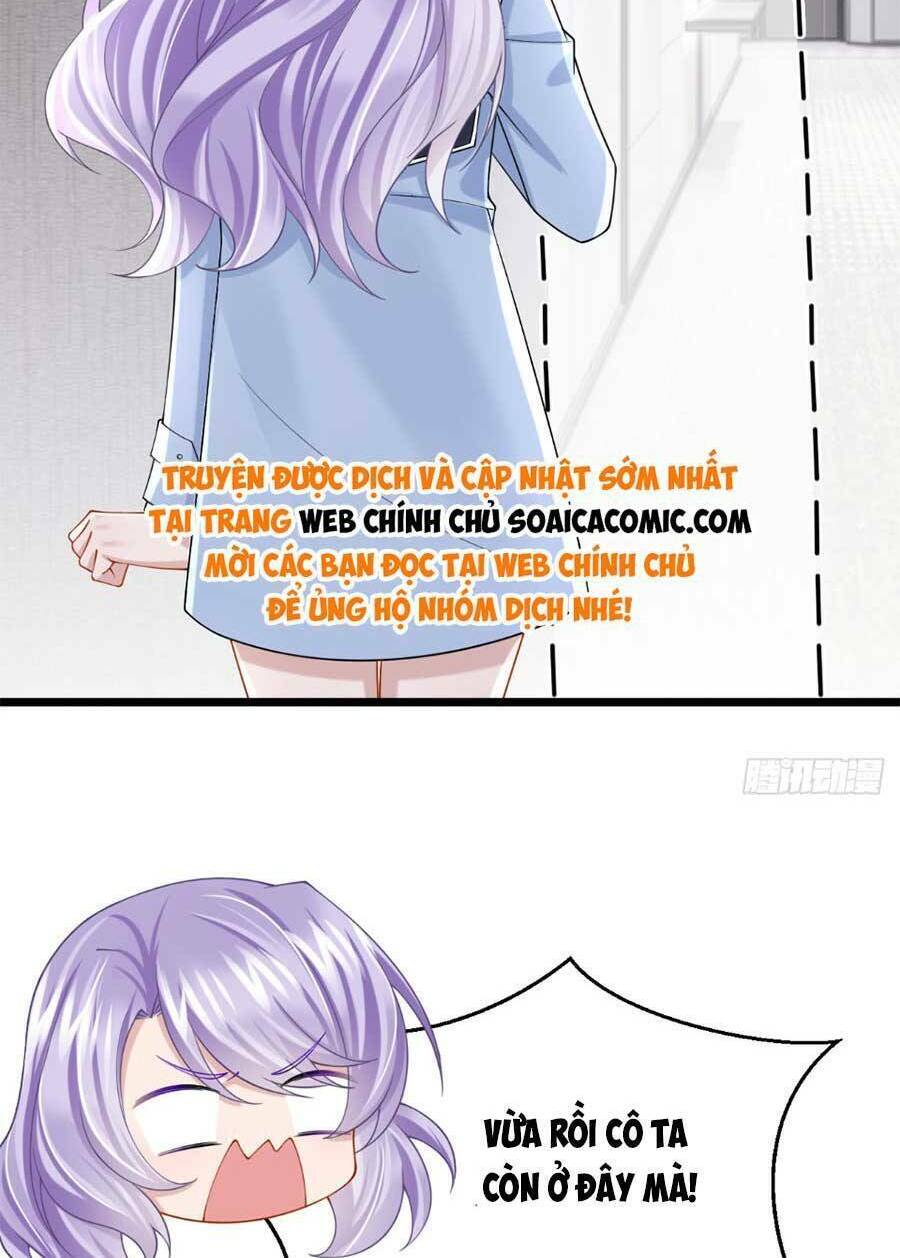 TRUYỆN ĐƯỢC DỊCH VÀ CẬP NHẬT SỚM NHẤT
TẠI TRANG WEB CHÍNH CHỦ SOAICACOMIC.COM
MỜI CÁC BẠN ĐỌC TẠI WEB CHÍNH CHỦ
ĐỂ ỦNG HỘ NHÓM DỊCH NHÉ!
腾讯动漫
VỪA RỒI CÔ TA
CÒN Ở ĐÂY MÀ!